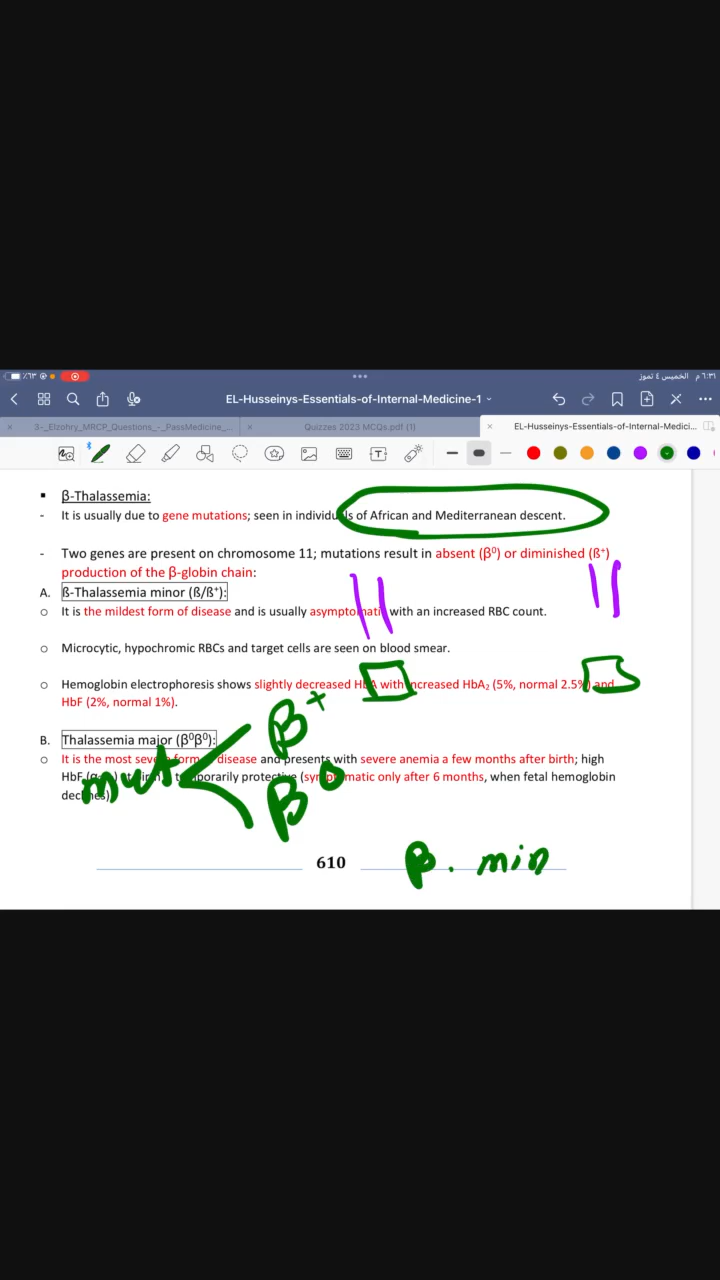 ٪٦٣
٦:٣١ م الخميس ٤ تموز
EL-Husseinys-Essentials-of-Internal-Medicine-1
3-_Elzohry_MRCP_Questions_-_PassMedicine_...
Quizzes 2023 MCQs.pdf (1)
EL-Husseinys-Essentials-of-Internal-Medici...
▪ β-Thalassemia:
- It is usually due to gene mutations; seen in individuals of African and Mediterranean descent.
- Two genes are present on chromosome 11; mutations result in absent (β⁰) or diminished (ß⁺)
production of the β-globin chain:
A. ß-Thalassemia minor (ß/ß⁺):
o It is the mildest form of disease and is usually asymptomatic with an increased RBC count.
o Microcytic, hypochromic RBCs and target cells are seen on blood smear.
o Hemoglobin electrophoresis shows slightly decreased HbA with increased HbA₂ (5%, normal 2.5%) and
HbF (2%, normal 1%).
β⁺
B. Thalassemia major (β⁰β⁰):
o It is the most severe form of disease and presents with severe anemia a few months after birth; high
mut
HbF at temporarily protective (symptomatic only after 6 months, when fetal hemoglobin
β⁰
declines)
610
β. min